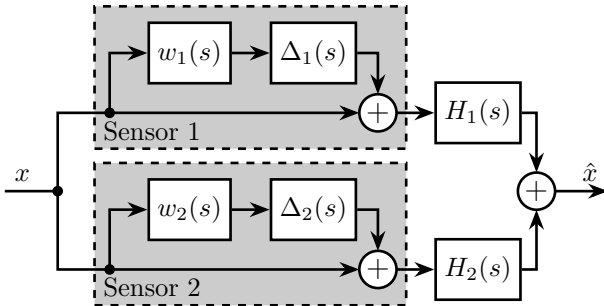 w₁(s) Δ₁(s)
+
H₁(s)
Sensor 1
x
x̂
+
w₂(s) Δ₂(s)
+
H₂(s)
Sensor 2